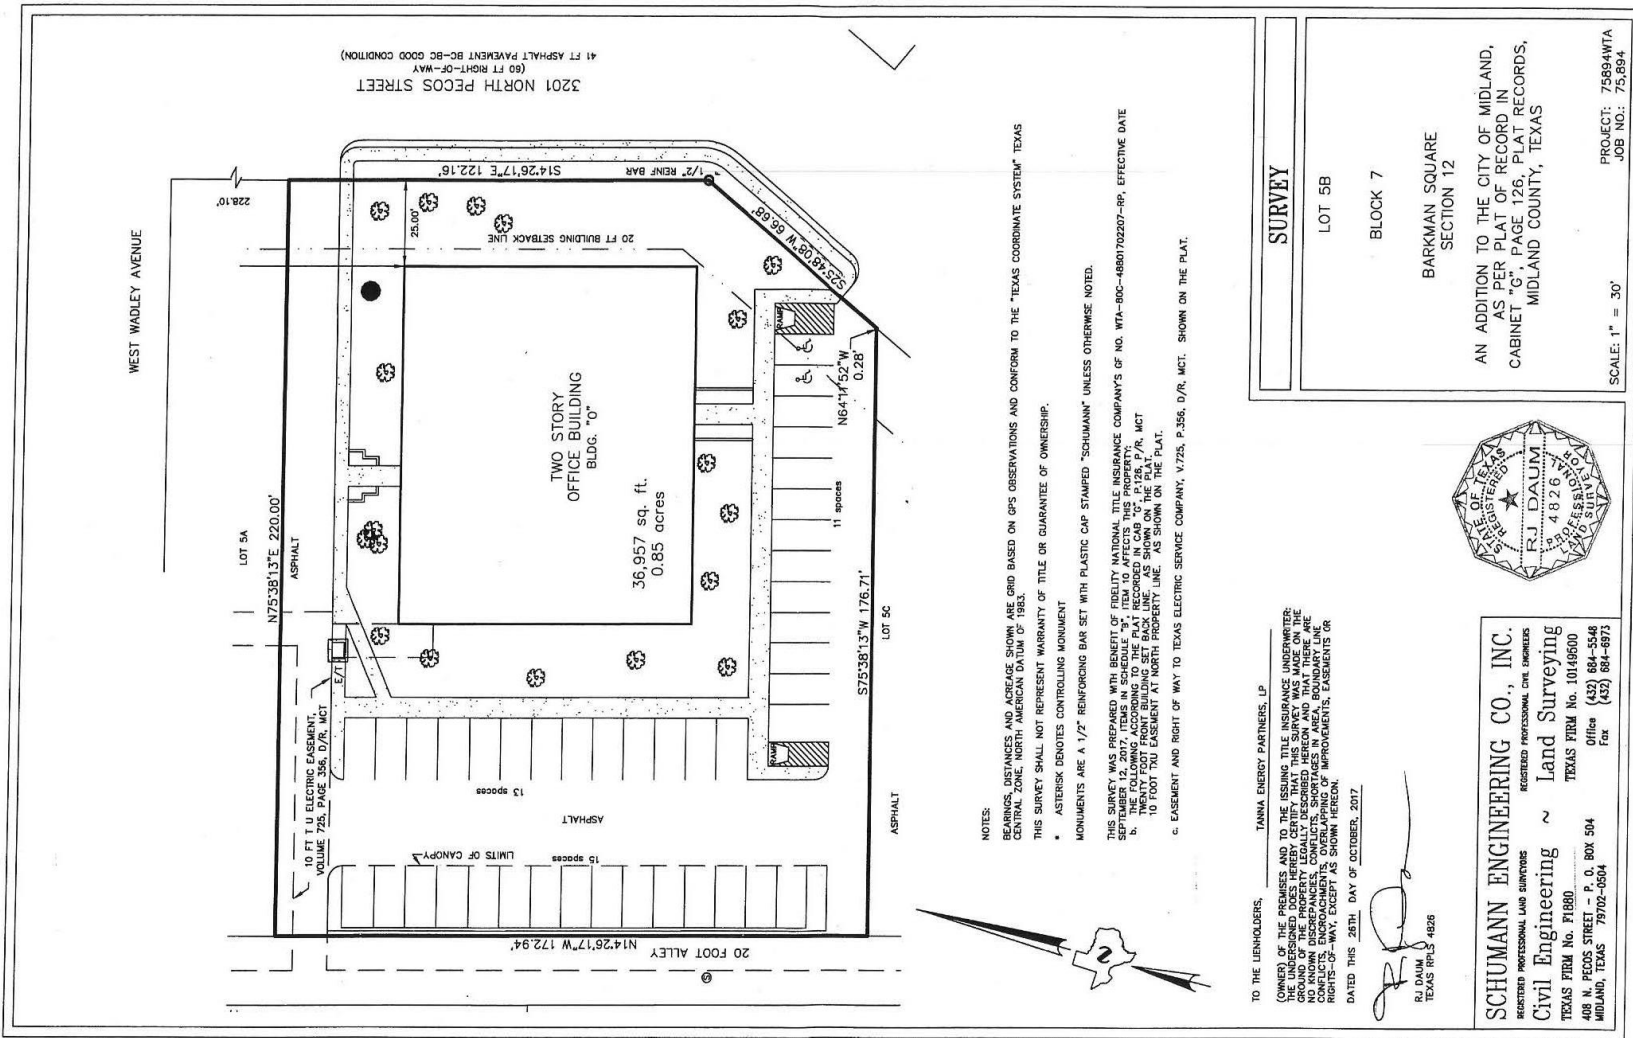 WEST WADLEY AVENUE
3201 NORTH PECOS STREET
(60 FT RIGHT-OF-WAY)
41 FT ASPHALT PAVEMENT BC-BC GOOD CONDITION)
228.10'
LOT 5A
N75°38'13"E 220.00'
ASPHALT
25.00'
S14°26'17"E 122.16'
1/2" REINF BAR
20 FT BUILDING SETBACK LINE
S25°48'08"W 66.68'
N64°11'52"W
0.28'
TWO STORY
OFFICE BUILDING
BLDG. "O"
36,957 sq. ft.
0.85 acres
RAMP
11 spaces
S75°38'13"W 176.71'
LOT 5C
ASPHALT
RAMP
10 FT T U ELECTRIC EASEMENT,
VOLUME 725, PAGE 356, D/R, MCT
E/T
13 spaces
ASPHALT
LIMITS OF CANOPY
15 spaces
N14°26'17"W 172.94'
20 FOOT ALLEY
S
NOTES:
BEARINGS, DISTANCES AND ACREAGE SHOWN ARE GRID BASED ON GPS OBSERVATIONS AND CONFORM TO THE "TEXAS COORDINATE SYSTEM" TEXAS
CENTRAL ZONE, NORTH AMERICAN DATUM OF 1983.
THIS SURVEY SHALL NOT REPRESENT WARRANTY OF TITLE OR GUARANTEE OF OWNERSHIP.
* ASTERISK DENOTES CONTROLLING MONUMENT
MONUMENTS ARE A 1/2" REINFORCING BAR SET WITH PLASTIC CAP STAMPED "SCHUMANN" UNLESS OTHERWISE NOTED.
THIS SURVEY WAS PREPARED WITH BENEFIT OF FIDELITY NATIONAL TITLE INSURANCE COMPANY'S GF NO. WTA-80C-48801702207-RP, EFFECTIVE DATE
SEPTEMBER 12, 2017, ITEMS IN SCHEDULE "B", ITEM 10 AFFECTS THIS PROPERTY:
b. THE FOLLOWING ACCORDING TO THE PLAT RECORDED IN CAB "G", P.126, P/R, MCT
TWENTY FOOT FRONT BUILDING SET BACK LINE. AS SHOWN ON THE PLAT.
10 FOOT TXU EASEMENT AT NORTH PROPERTY LINE. AS SHOWN ON THE PLAT.
c. EASEMENT AND RIGHT OF WAY TO TEXAS ELECTRIC SERVICE COMPANY, V.725, P.356, D/R, MCT. SHOWN ON THE PLAT.
TO THE LIENHOLDERS, TANNA ENERGY PARTNERS, LP
(OWNER) OF THE PREMISES AND TO THE ISSUING TITLE INSURANCE UNDERWRITER:
THE UNDERSIGNED DOES HEREBY CERTIFY THAT THIS SURVEY WAS MADE ON THE
GROUND OF THE PROPERTY LEGALLY DESCRIBED HEREON AND THAT THERE ARE
NO KNOWN DISCREPANCIES, CONFLICTS, SHORTAGES IN AREA, BOUNDARY LINE
CONFLICTS, ENCROACHMENTS, OVERLAPPING OF IMPROVEMENTS, EASEMENTS OR
RIGHTS-OF-WAY, EXCEPT AS SHOWN HEREON.
DATED THIS 26TH DAY OF OCTOBER, 2017
RJ DAUM
TEXAS RPLS 4826
STATE OF TEXAS
REGISTERED
RJ DAUM
4826
PROFESSIONAL
LAND SURVEYOR
SCHUMANN ENGINEERING CO., INC.
REGISTERED PROFESSIONAL LAND SURVEYORS REGISTERED PROFESSIONAL CIVIL ENGINEERS
Civil Engineering ~ Land Surveying
TEXAS FIRM No. F1880 TEXAS FIRM No. 10149500
408 N. PECOS STREET - P. O. BOX 504 Office (432) 684-5548
MIDLAND, TEXAS 79702-0504 Fax (432) 684-6973
SURVEY
LOT 5B
BLOCK 7
BARKMAN SQUARE
SECTION 12
AN ADDITION TO THE CITY OF MIDLAND,
AS PER PLAT OF RECORD IN
CABINET "G", PAGE 126, PLAT RECORDS,
MIDLAND COUNTY, TEXAS
SCALE: 1" = 30'
PROJECT: 75894WTA
JOB NO.: 75,894